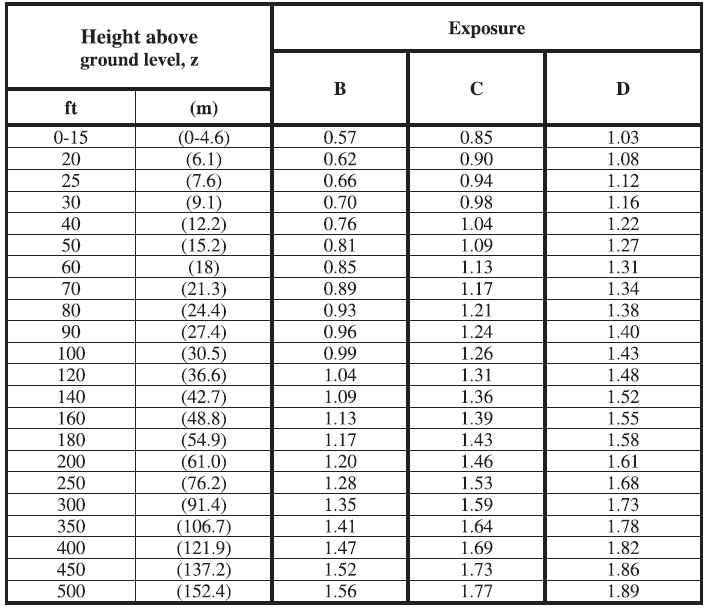 Height above
ground level, z
Exposure
B C D
ft (m)
0-15 (0-4.6) 0.57 0.85 1.03
20 (6.1) 0.62 0.90 1.08
25 (7.6) 0.66 0.94 1.12
30 (9.1) 0.70 0.98 1.16
40 (12.2) 0.76 1.04 1.22
50 (15.2) 0.81 1.09 1.27
60 (18) 0.85 1.13 1.31
70 (21.3) 0.89 1.17 1.34
80 (24.4) 0.93 1.21 1.38
90 (27.4) 0.96 1.24 1.40
100 (30.5) 0.99 1.26 1.43
120 (36.6) 1.04 1.31 1.48
140 (42.7) 1.09 1.36 1.52
160 (48.8) 1.13 1.39 1.55
180 (54.9) 1.17 1.43 1.58
200 (61.0) 1.20 1.46 1.61
250 (76.2) 1.28 1.53 1.68
300 (91.4) 1.35 1.59 1.73
350 (106.7) 1.41 1.64 1.78
400 (121.9) 1.47 1.69 1.82
450 (137.2) 1.52 1.73 1.86
500 (152.4) 1.56 1.77 1.89